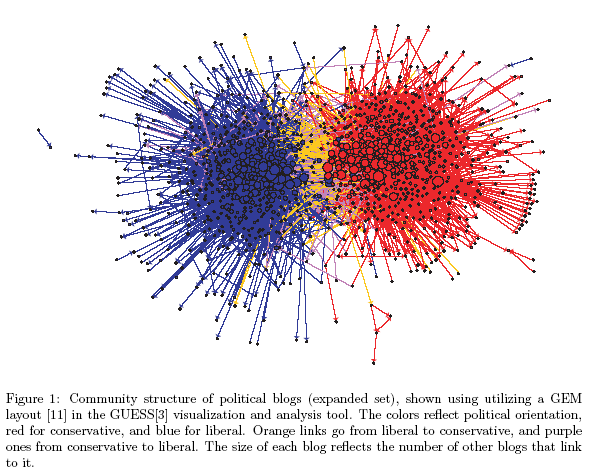 Figure 1: Community structure of political blogs (expanded set), shown using utilizing a GEM
layout [11] in the GUESS[3] visualization and analysis tool. The colors reflect political orientation,
red for conservative, and blue for liberal. Orange links go from liberal to conservative, and purple
ones from conservative to liberal. The size of each blog reflects the number of other blogs that link
to it.